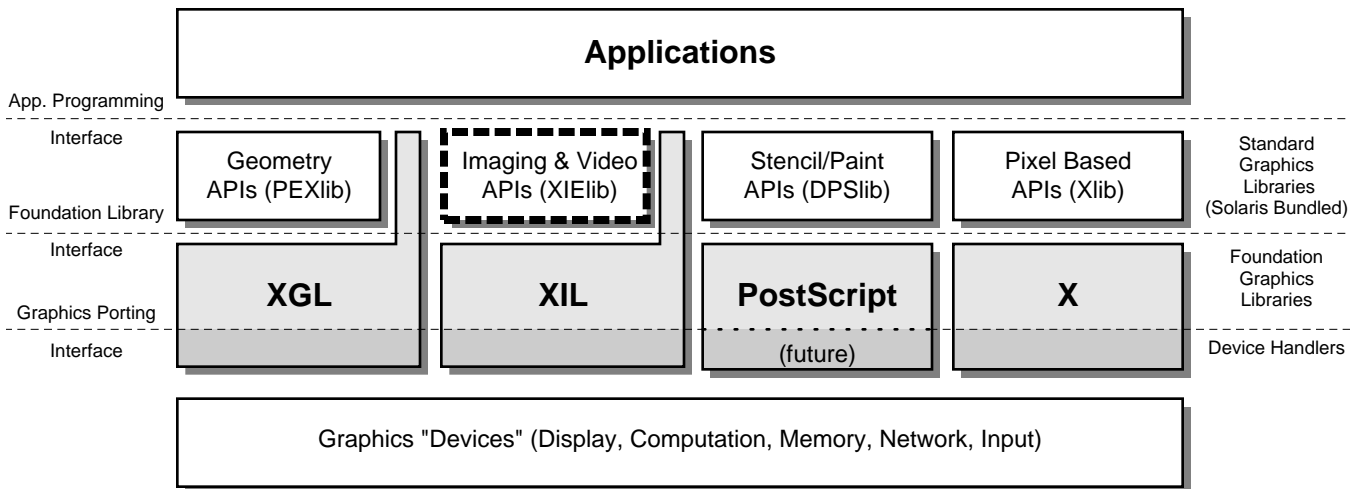 Applications
App. Programming
Interface
Geometry
APIs (PEXlib)
Imaging & Video
APIs (XIElib)
Stencil/Paint
APIs (DPSlib)
Pixel Based
APIs (Xlib)
Standard
Graphics
Libraries
(Solaris Bundled)
Foundation Library
Interface
XGL
XIL
PostScript
X
Foundation
Graphics
Libraries
Graphics Porting
Interface
(future)
Device Handlers
Graphics "Devices" (Display, Computation, Memory, Network, Input)